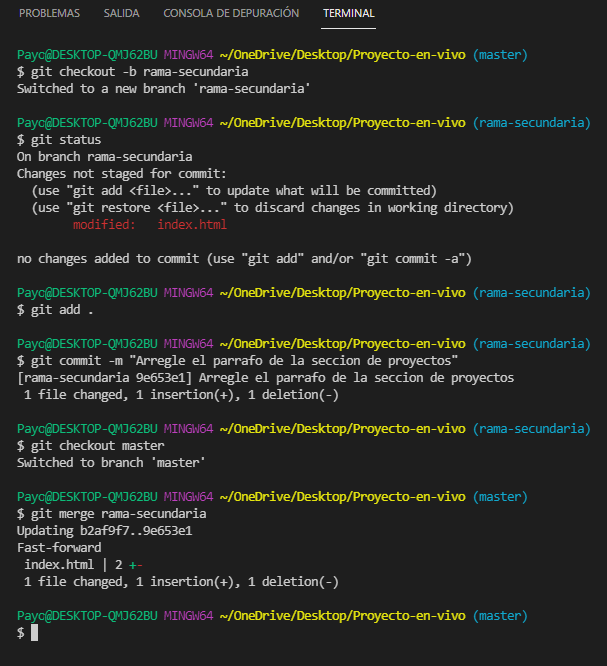 PROBLEMAS SALIDA CONSOLA DE DEPURACIÓN TERMINAL
Payc@DESKTOP-QMJ62BU MINGW64 ~/OneDrive/Desktop/Proyecto-en-vivo (master)
$ git checkout -b rama-secundaria
Switched to a new branch 'rama-secundaria'
Payc@DESKTOP-QMJ62BU MINGW64 ~/OneDrive/Desktop/Proyecto-en-vivo (rama-secundaria)
$ git status
On branch rama-secundaria
Changes not staged for commit:
(use "git add <file>..." to update what will be committed)
(use "git restore <file>..." to discard changes in working directory)
modified: index.html
no changes added to commit (use "git add" and/or "git commit -a")
Payc@DESKTOP-QMJ62BU MINGW64 ~/OneDrive/Desktop/Proyecto-en-vivo (rama-secundaria)
$ git add .
Payc@DESKTOP-QMJ62BU MINGW64 ~/OneDrive/Desktop/Proyecto-en-vivo (rama-secundaria)
$ git commit -m "Arregle el parrafo de la seccion de proyectos"
[rama-secundaria 9e653e1] Arregle el parrafo de la seccion de proyectos
1 file changed, 1 insertion(+), 1 deletion(-)
Payc@DESKTOP-QMJ62BU MINGW64 ~/OneDrive/Desktop/Proyecto-en-vivo (rama-secundaria)
$ git checkout master
Switched to branch 'master'
Payc@DESKTOP-QMJ62BU MINGW64 ~/OneDrive/Desktop/Proyecto-en-vivo (master)
$ git merge rama-secundaria
Updating b2af9f7..9e653e1
Fast-forward
index.html | 2 +-
1 file changed, 1 insertion(+), 1 deletion(-)
Payc@DESKTOP-QMJ62BU MINGW64 ~/OneDrive/Desktop/Proyecto-en-vivo (master)
$